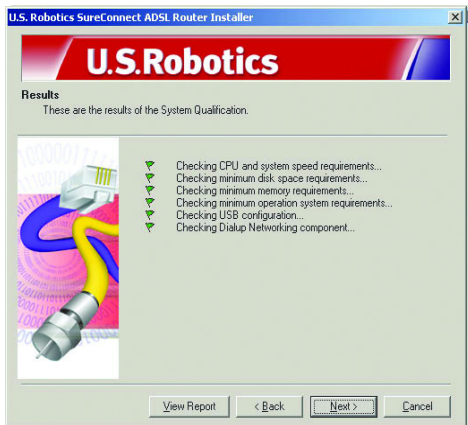 U.S. Robotics SureConnect ADSL Router Installer
U.S.Robotics
Results
These are the results of the System Qualification.
Checking CPU and system speed requirements...
Checking minimum disk space requirements...
Checking minimum memory requirements...
Checking minimum operation system requirements...
Checking USB configuration...
Checking Dialup Networking component...
View Report
< Back
Next >
Cancel